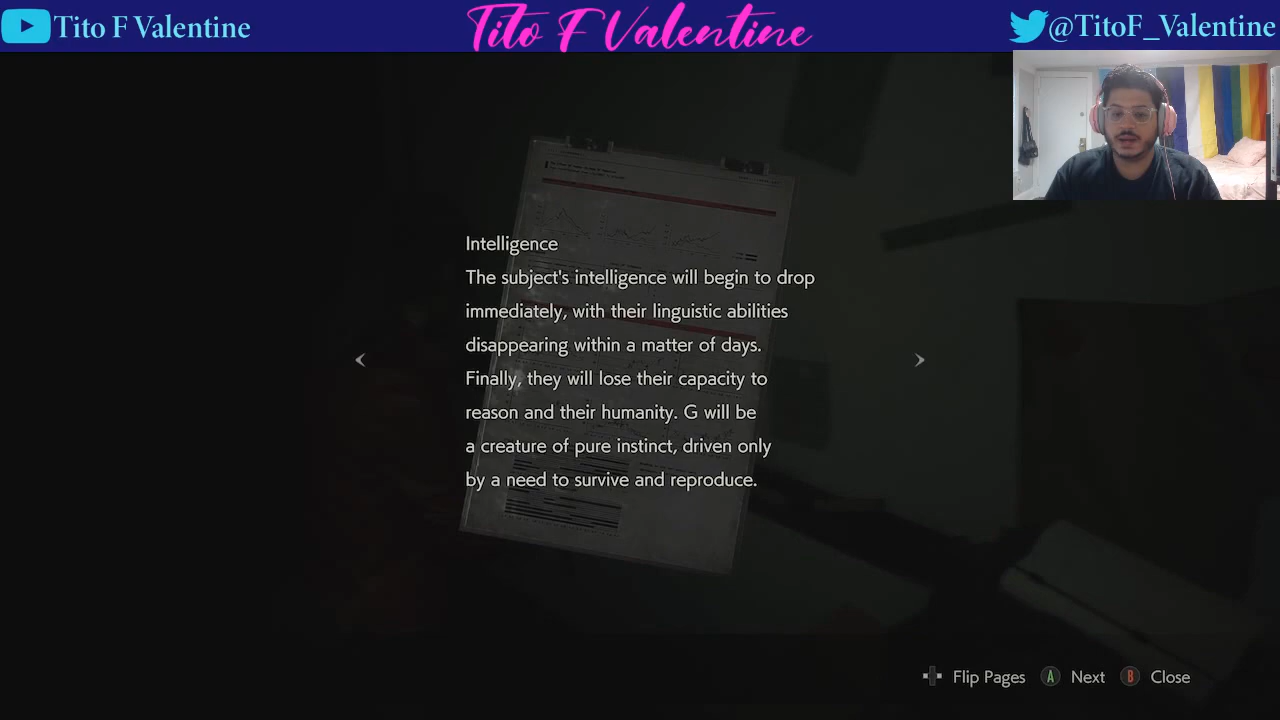 Tito F Valentine
Tito F Valentine
@TitoF_Valentine
Intelligence
The subject's intelligence will begin to drop
immediately, with their linguistic abilities
disappearing within a matter of days.
Finally, they will lose their capacity to
reason and their humanity. G will be
a creature of pure instinct, driven only
by a need to survive and reproduce.
Flip Pages A Next B Close